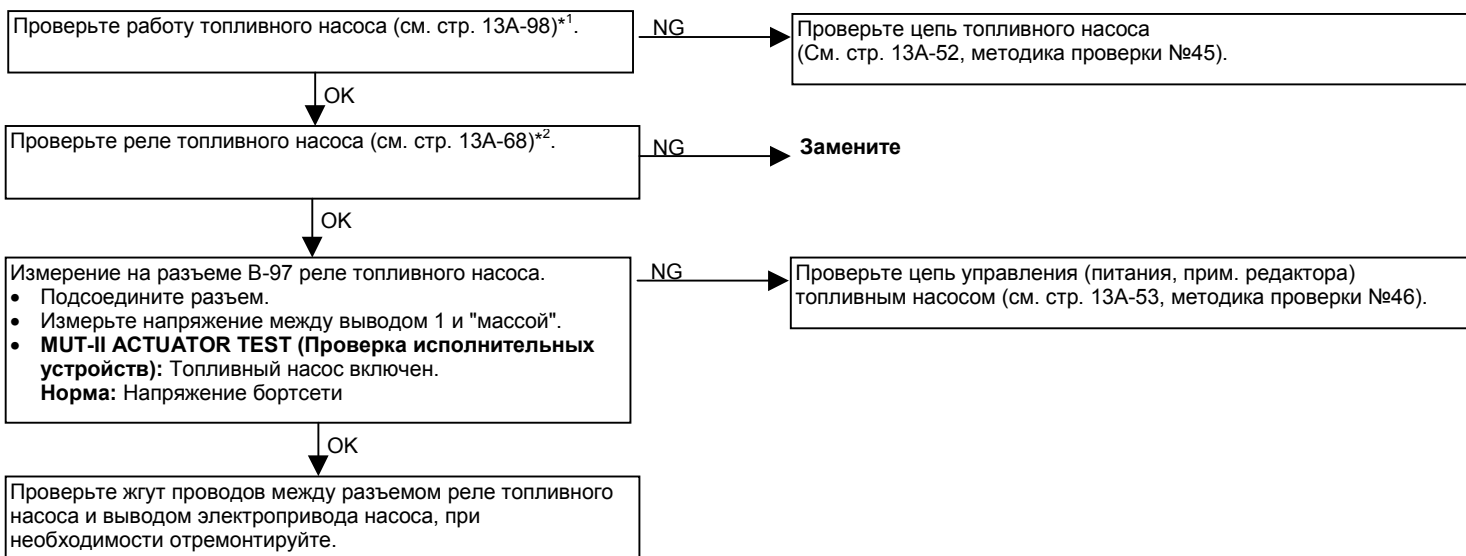 Проверьте работу топливного насоса (см. стр. 13А-98)*1.
NG
Проверьте цепь топливного насоса
(См. стр. 13А-52, методика проверки №45).
OK
Проверьте реле топливного насоса (см. стр. 13А-68)*2.
NG
Замените
OK
Измерение на разъеме В-97 реле топливного насоса.
• Подсоедините разъем.
• Измерьте напряжение между выводом 1 и "массой".
• MUT-II ACTUATOR TEST (Проверка исполнительных
устройств): Топливный насос включен.
Норма: Напряжение бортсети
NG
Проверьте цепь управления (питания, прим. редактора)
топливным насосом (см. стр. 13А-53, методика проверки №46).
OK
Проверьте жгут проводов между разъемом реле топливного
насоса и выводом электропривода насоса, при
необходимости отремонтируйте.